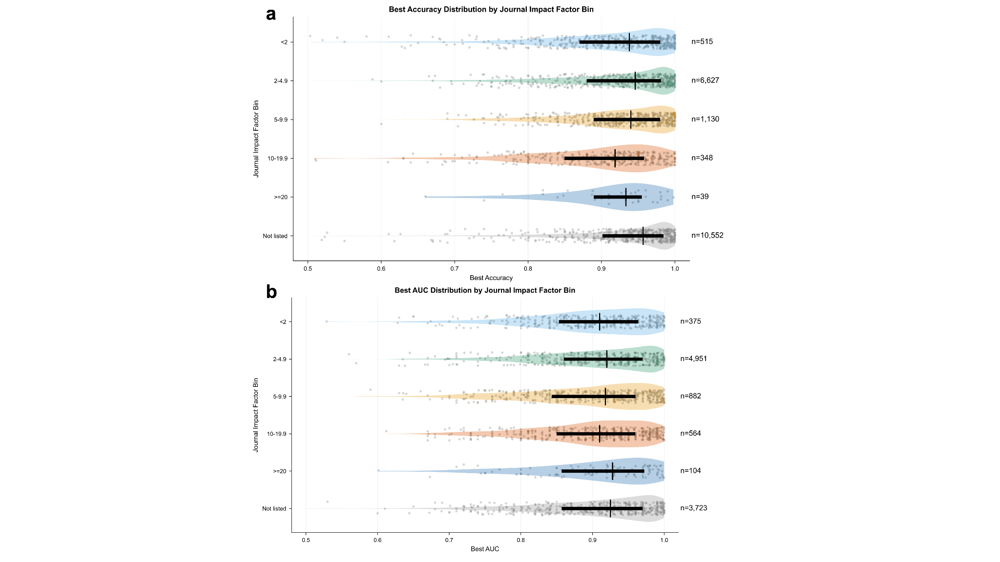 a
Best Accuracy Distribution by Journal Impact Factor Bin
Journal Impact Factor Bin
<2
n=515
2-4.9
n=6,627
5-9.9
n=1,130
10-19.9
n=348
>=20
n=39
Not listed
n=10,552
0.5 0.6 0.7 0.8 0.9 1.0
Best Accuracy
b
Best AUC Distribution by Journal Impact Factor Bin
Journal Impact Factor Bin
<2
n=375
2-4.9
n=4,951
5-9.9
n=882
10-19.9
n=564
>=20
n=104
Not listed
n=3,723
0.5 0.6 0.7 0.8 0.9 1.0
Best AUC